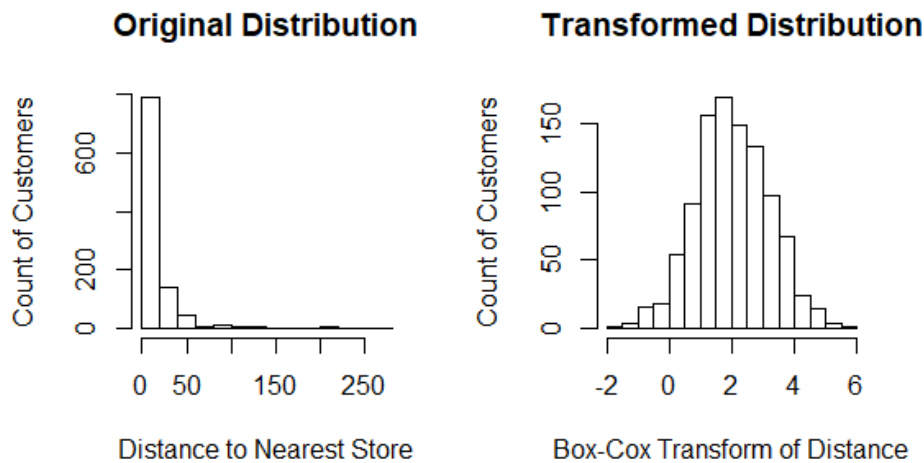 Original Distribution
Count of Customers
600
200
0
0 50 150 250
Distance to Nearest Store
Transformed Distribution
Count of Customers
150
100
50
0
-2 0 2 4 6
Box-Cox Transform of Distance